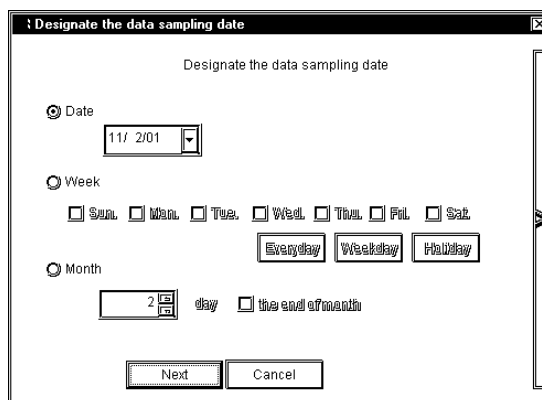 Designate the data sampling date
Designate the data sampling date
Date
11/ 2/01
Week
Sun. Mon. Tue. Wed. Thu. Fri. Sat.
Everyday Weekday Holiday
Month
2 day the end of month
Next Cancel